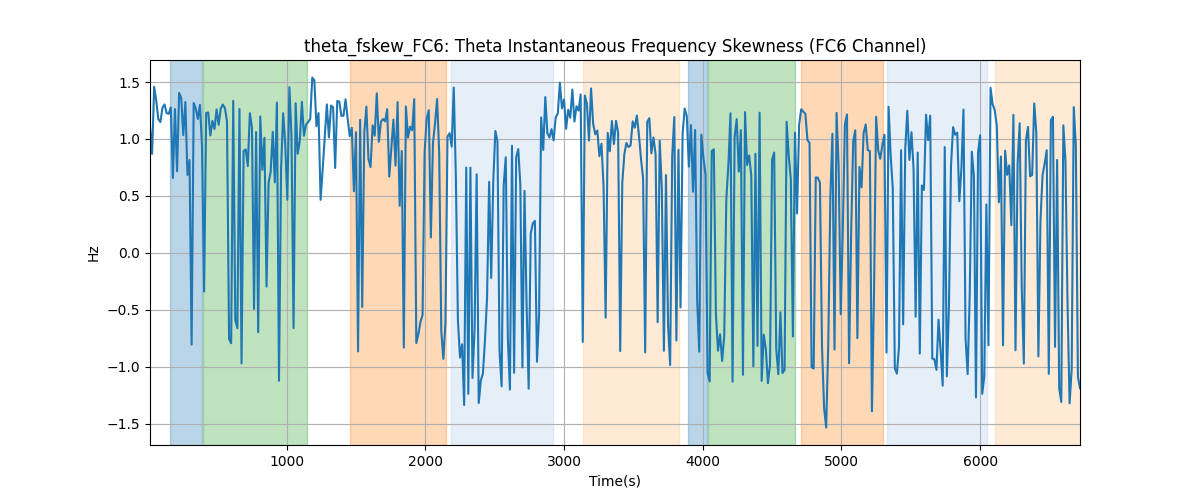 theta_fskew_FC6: Theta Instantaneous Frequency Skewness (FC6 Channel)
1.5
1.0
0.5
0.0
−0.5
−1.0
−1.5
Hz
1000 2000 3000 4000 5000 6000
Time(s)